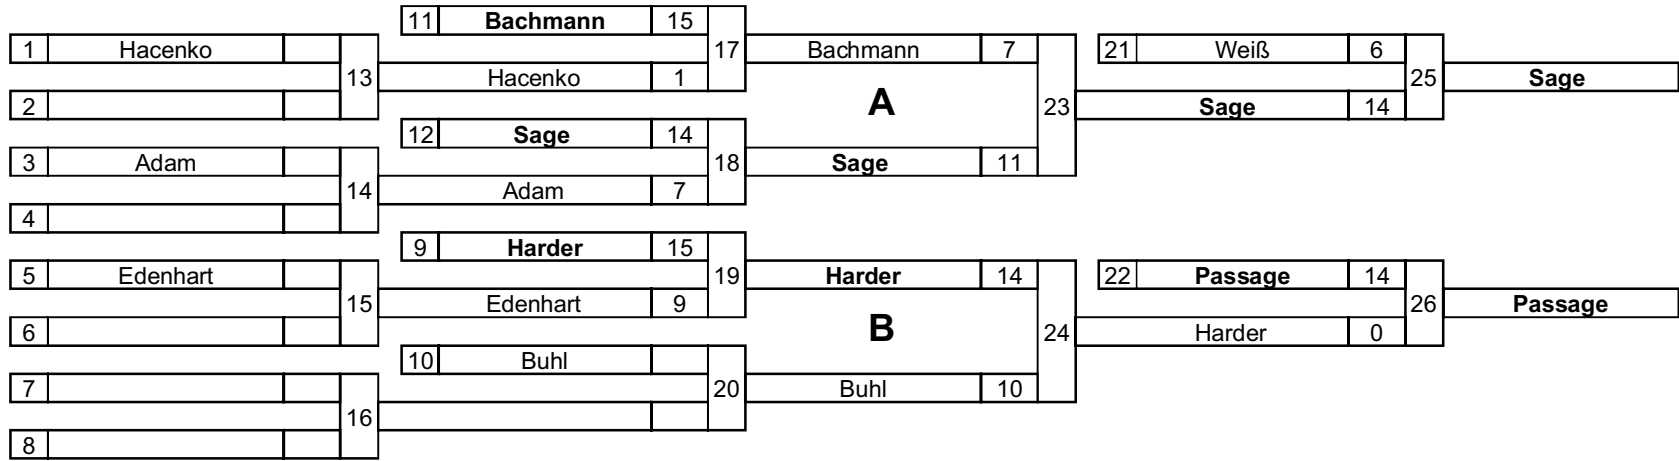 11 Bachmann 15
1 Hacenko 17 Bachmann 7 21 Weiß 6
13 Hacenko 1 25 Sage
2 A 23 Sage 14
12 Sage 14
3 Adam 18 Sage 11
14 Adam 7
4
9 Harder 15
5 Edenhart 19 Harder 14 22 Passage 14
15 Edenhart 9 26 Passage
6 B 24 Harder 0
10 Buhl
7 20 Buhl 10
16
8